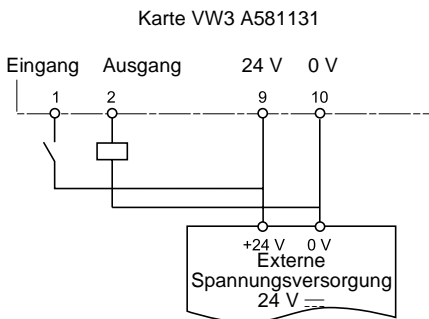 Karte VW3 A581131
Eingang Ausgang 24 V 0 V
1 2 9 10
+24 V 0 V
Externe
Spannungsversorgung
24 V ⎓